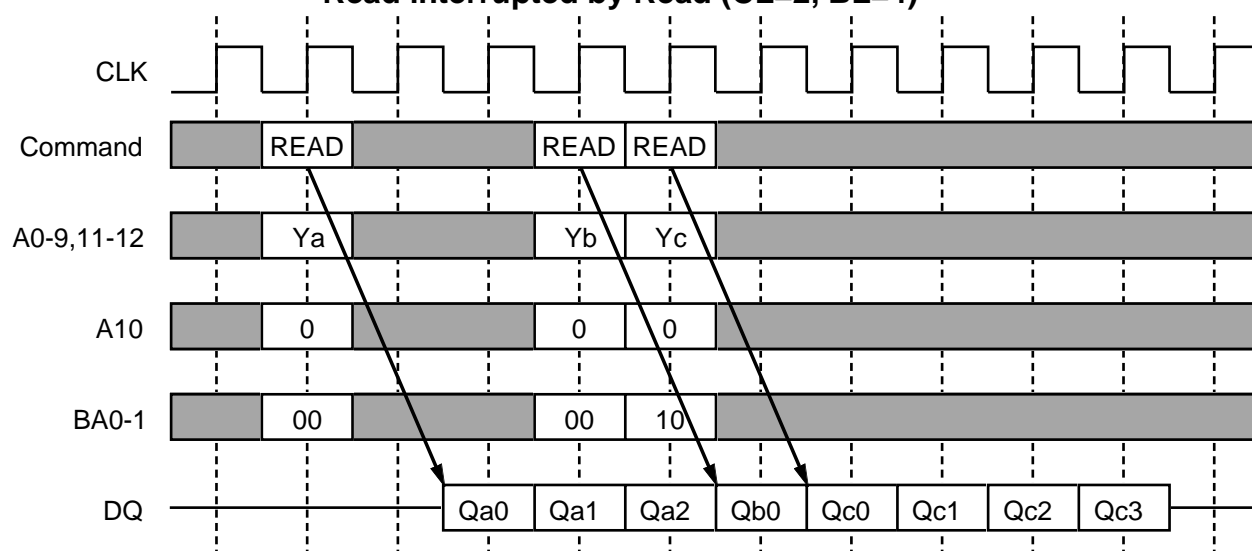 Read interrupted by Read (CL=2, BL=4)
CLK
Command READ READ READ
A0-9,11-12 Ya Yb Yc
A10 0 0 0
BA0-1 00 00 10
DQ Qa0 Qa1 Qa2 Qb0 Qc0 Qc1 Qc2 Qc3